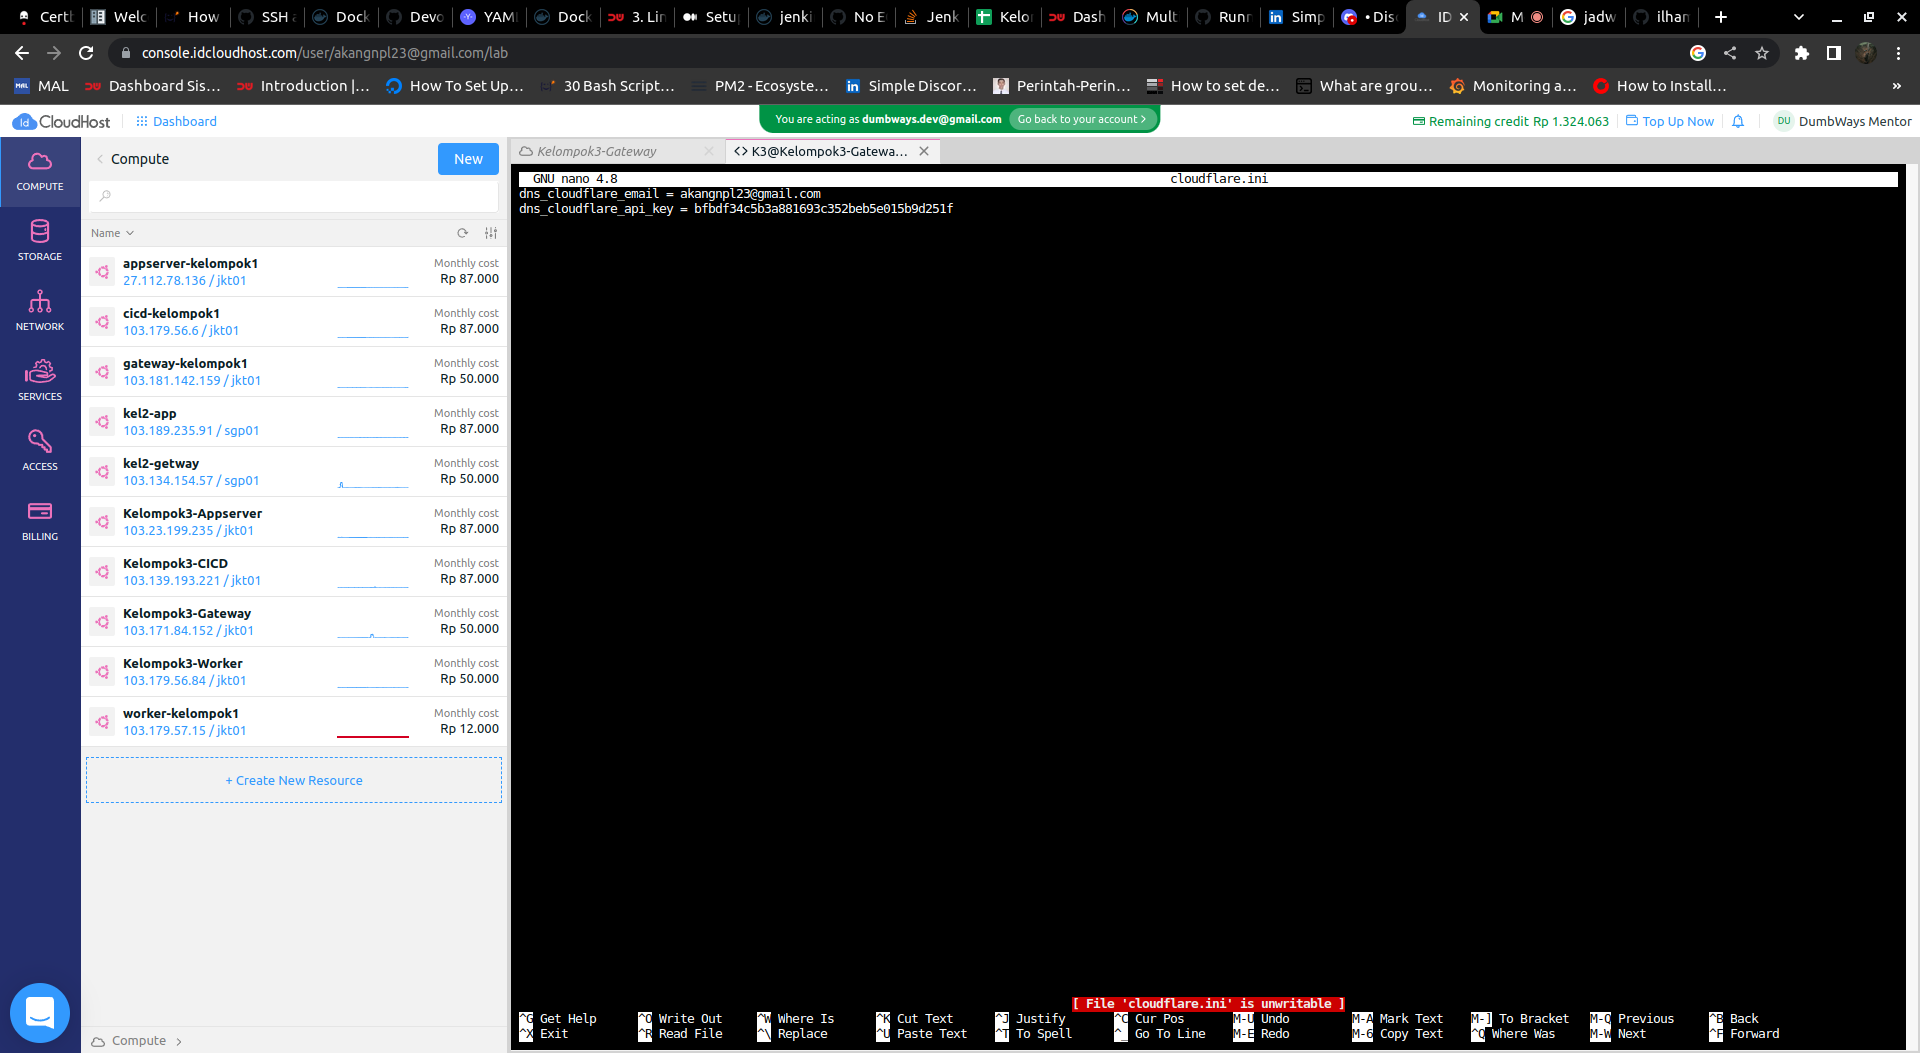 Certb
Welc
How
SSH a
Dock
Devo
YAM
Dock
3. Lin
Setup
jenki
No E
Jenk
Kelon
Dash
Mult
Runn
Simp
• Disc
ID
M
jadw
ilham
console.idcloudhost.com/user/akangnpl23@gmail.com/lab
MAL
Dashboard Sis...
Introduction |...
How To Set Up...
30 Bash Script...
PM2 - Ecosyste...
Simple Discor...
Perintah-Perin...
How to set de...
What are grou...
Monitoring a...
How to Install...
»
Id CloudHost
Dashboard
You are acting as dumbways.dev@gmail.com Go back to your account >
Remaining credit Rp 1.324.063
Top Up Now
DU DumbWays Mentor
COMPUTE
STORAGE
NETWORK
SERVICES
ACCESS
BILLING
Compute
New
Name
appserver-kelompok1
27.112.78.136 / jkt01
Monthly cost
Rp 87.000
cicd-kelompok1
103.179.56.6 / jkt01
Monthly cost
Rp 87.000
gateway-kelompok1
103.181.142.159 / jkt01
Monthly cost
Rp 50.000
kel2-app
103.189.235.91 / sgp01
Monthly cost
Rp 87.000
kel2-getway
103.134.154.57 / sgp01
Monthly cost
Rp 50.000
Kelompok3-Appserver
103.23.199.235 / jkt01
Monthly cost
Rp 87.000
Kelompok3-CICD
103.139.193.221 / jkt01
Monthly cost
Rp 87.000
Kelompok3-Gateway
103.171.84.152 / jkt01
Monthly cost
Rp 50.000
Kelompok3-Worker
103.179.56.84 / jkt01
Monthly cost
Rp 50.000
worker-kelompok1
103.179.57.15 / jkt01
Monthly cost
Rp 12.000
+ Create New Resource
Compute >
Kelompok3-Gateway
<> K3@Kelompok3-Gatewa...
GNU nano 4.8 cloudflare.ini
dns_cloudflare_email = akangnpl23@gmail.com
dns_cloudflare_api_key = bfbdf34c5b3a881693c352beb5e015b9d251f
[ File 'cloudflare.ini' is unwritable ]
^G Get Help ^O Write Out ^W Where Is ^K Cut Text ^J Justify ^C Cur Pos M-U Undo M-A Mark Text M-] To Bracket M-Q Previous ^B Back
^X Exit ^R Read File ^\ Replace ^U Paste Text ^T To Spell ^_ Go To Line M-E Redo M-6 Copy Text ^Q Where Was M-W Next ^F Forward